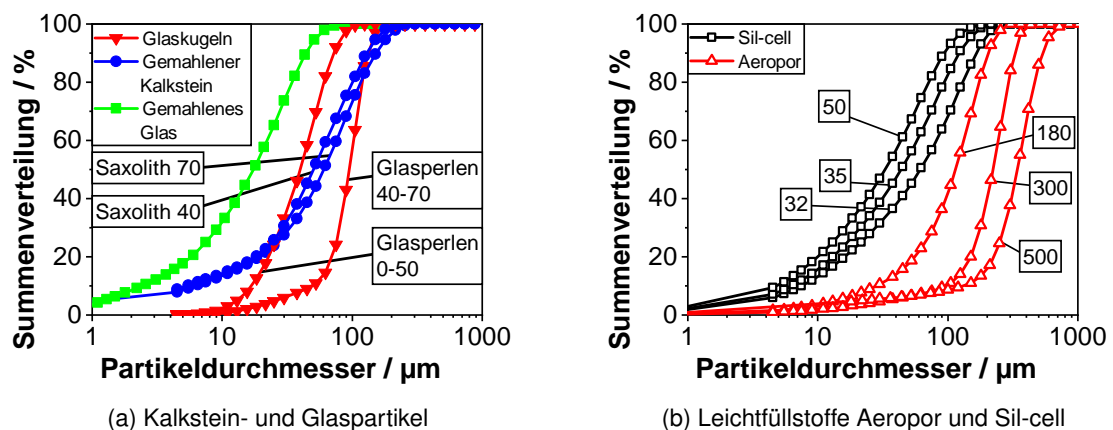 Summenverteilung / %
100
80
60
40
20
0
Glaskugeln
Gemahlener
Kalkstein
Gemahlenes
Glas
Saxolith 70
Saxolith 40
Glasperlen
40-70
Glasperlen
0-50
1
10
100
1000
Partikeldurchmesser / µm
(a) Kalkstein- und Glaspartikel
Summenverteilung / %
100
80
60
40
20
0
Sil-cell
Aeropor
50
35
32
180
300
500
1
10
100
1000
Partikeldurchmesser / µm
(b) Leichtfüllstoffe Aeropor und Sil-cell